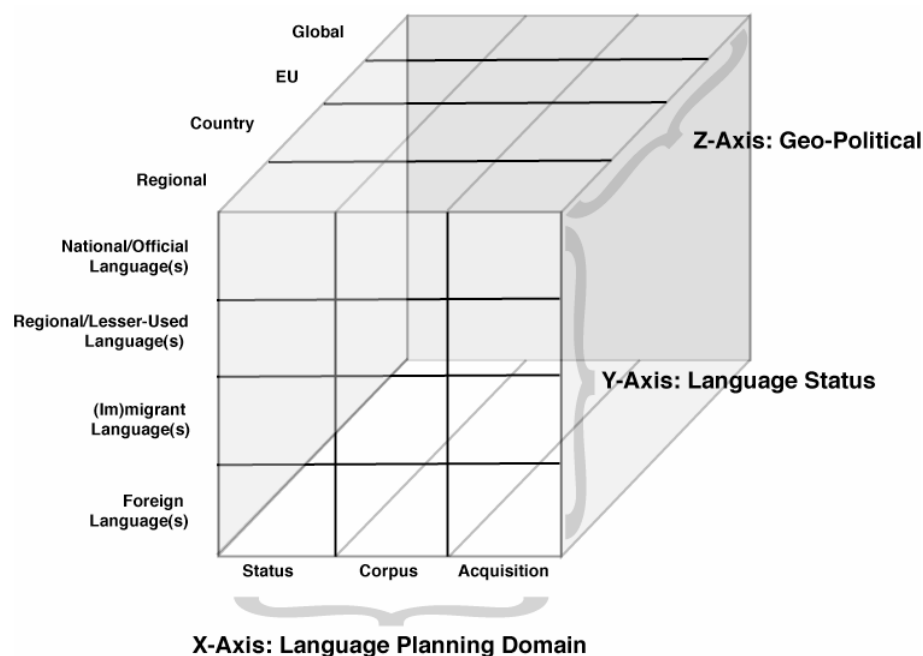 Global
EU
Country
Z-Axis: Geo-Political
Regional
National/Official
Language(s)
Regional/Lesser-Used
Language(s)
Y-Axis: Language Status
(Im)migrant
Language(s)
Foreign
Language(s)
Status
Corpus
Acquisition
X-Axis: Language Planning Domain